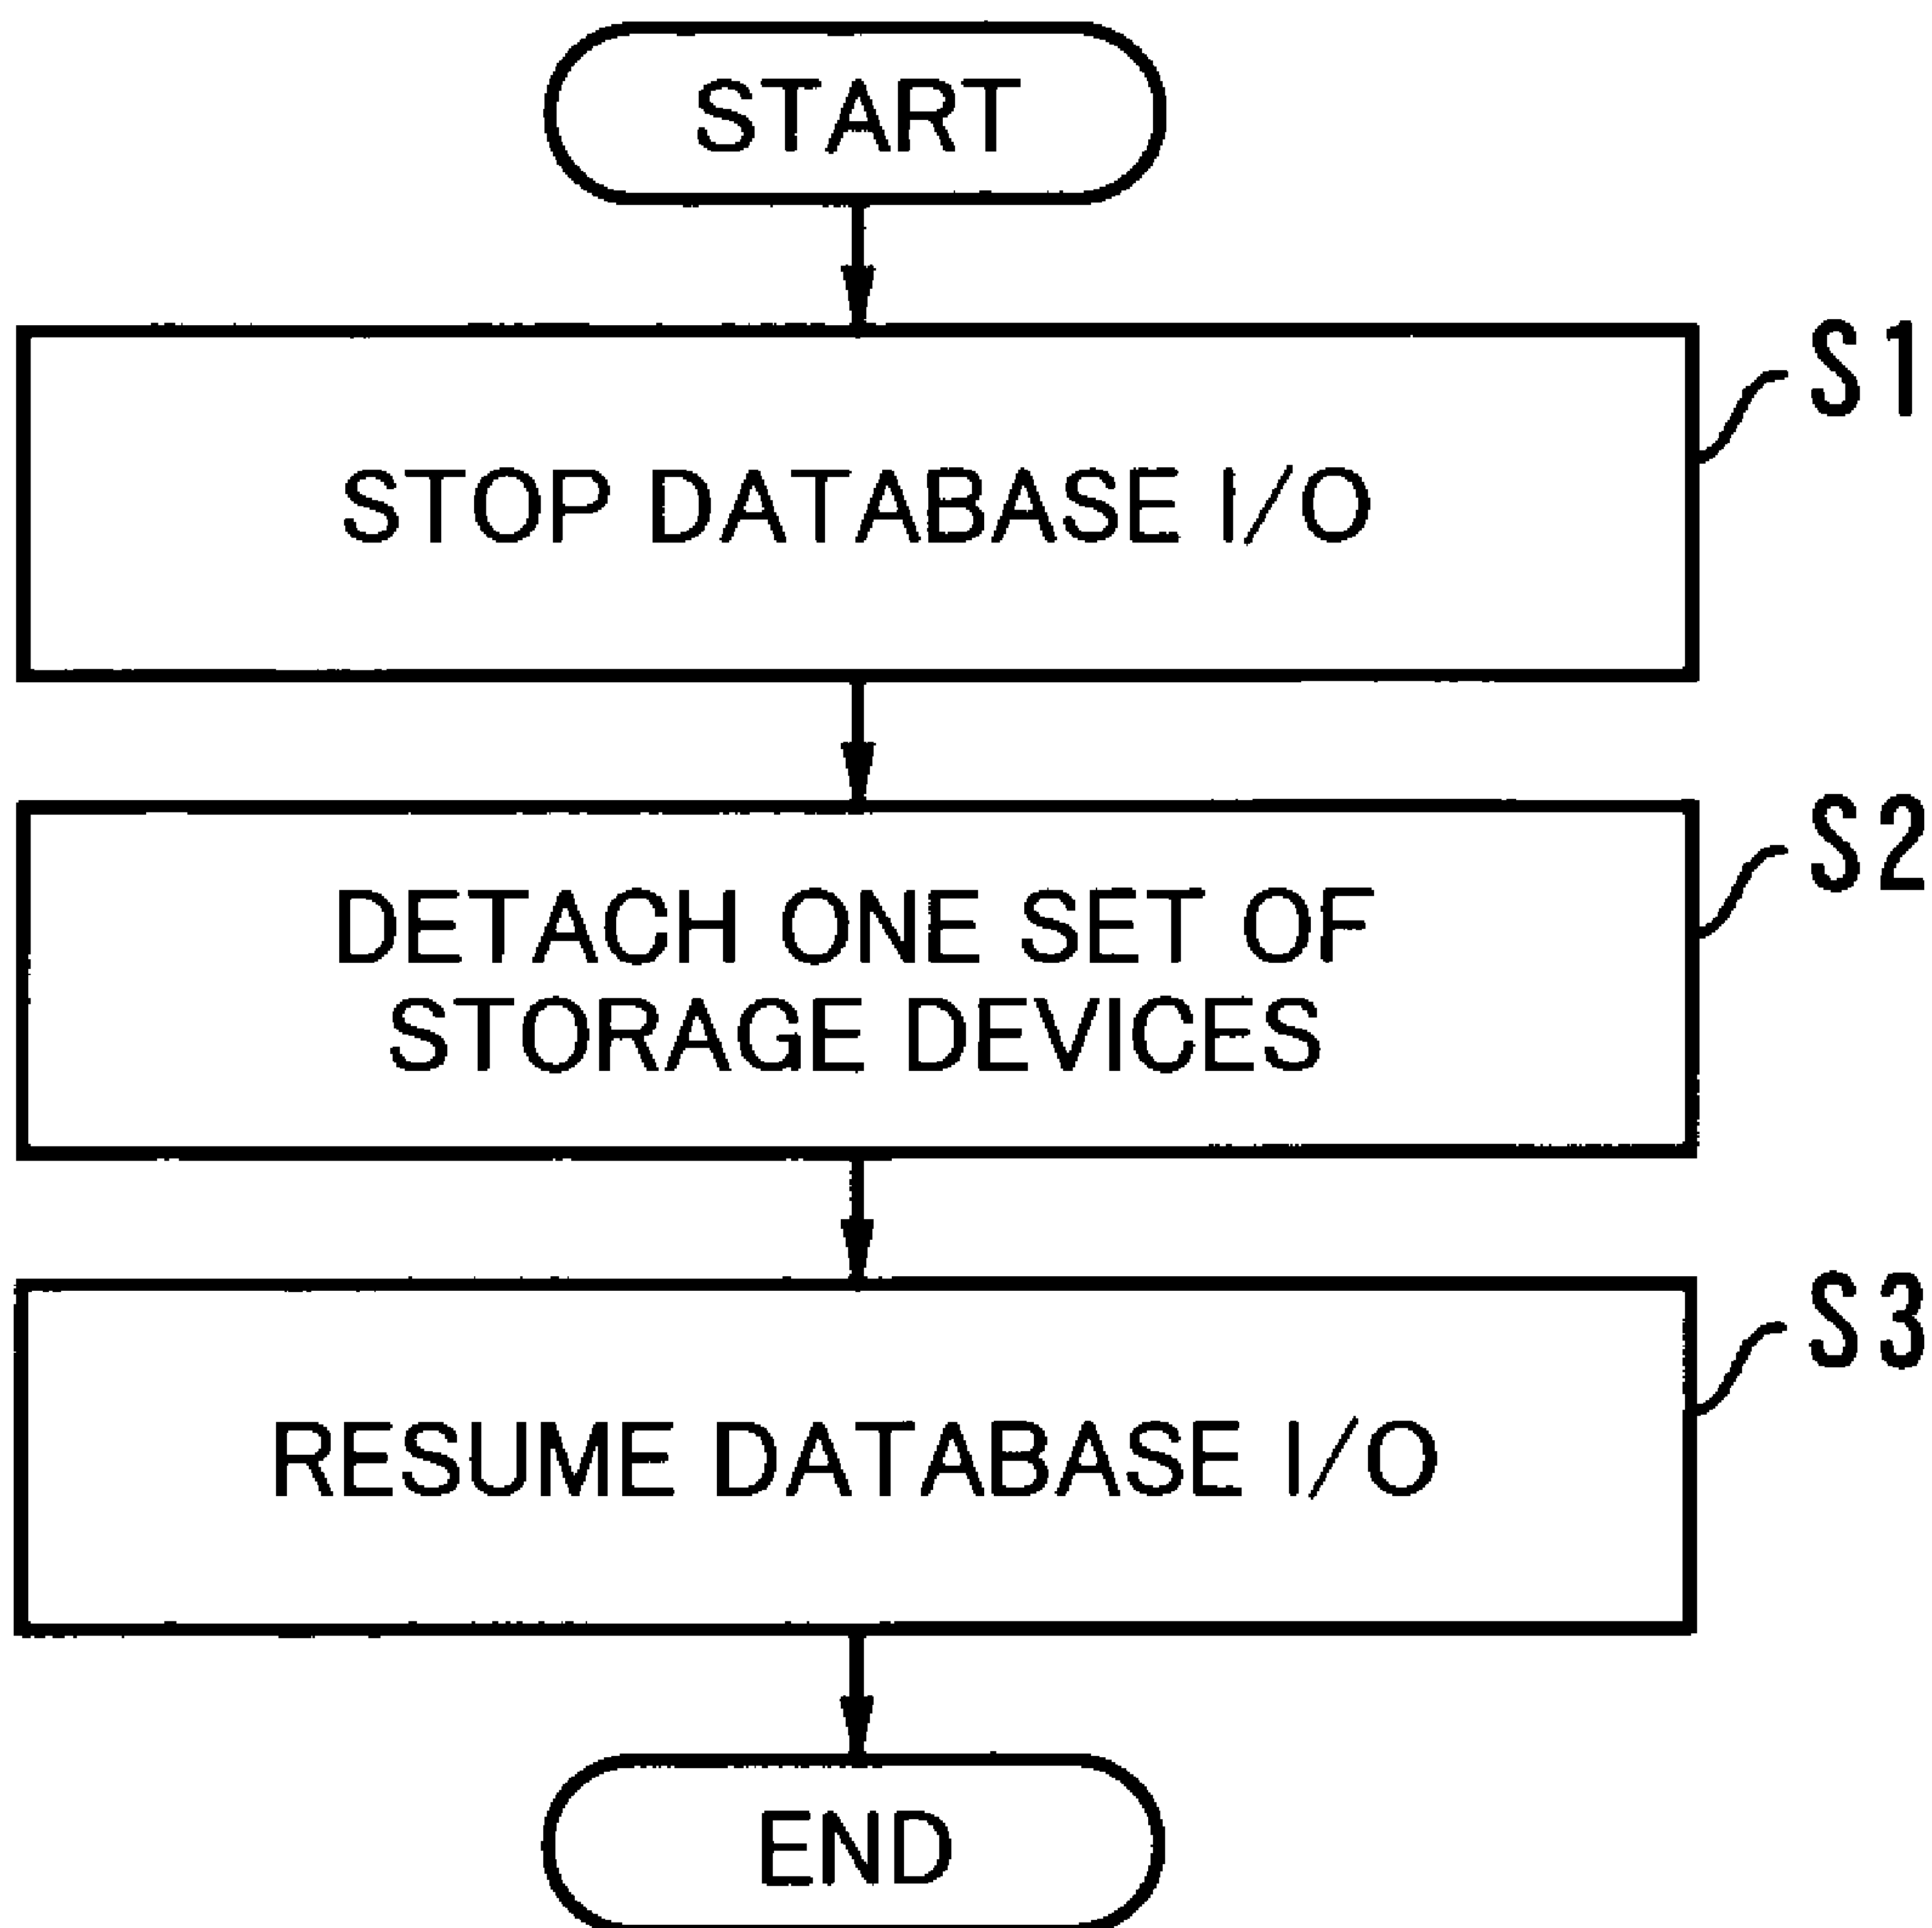 START
S1
STOP DATABASE I/O
S2
DETACH ONE SET OF
STORAGE DEVICES
S3
RESUME DATABASE I/O
END